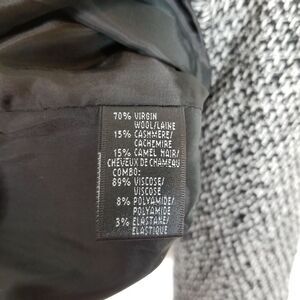 70% VIRGIN
WOOL/LAINE
15% CASHMERE/
CACHEMIRE
15% CAMEL HAIR/
CHEVEUX DE CHAMEAU
COMBO:
89% VISCOSE/
VISCOSE
8% POLYAMIDE/
POLYAMIDE
3% ELASTANE/
ELASTIQUE